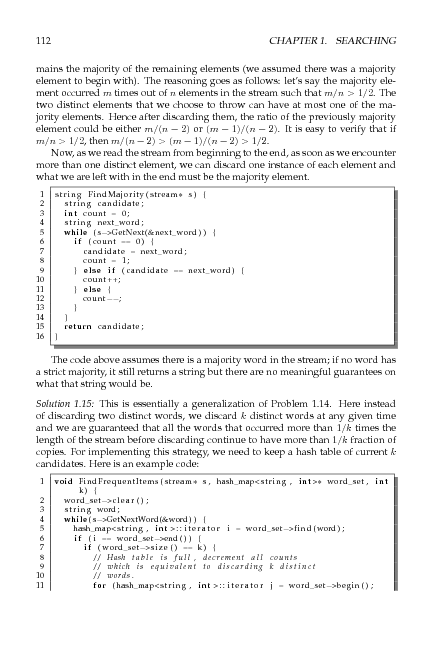 112 CHAPTER 1. SEARCHING
mains the majority of the remaining elements (we assumed there was a majority
element to begin with). The reasoning goes as follows: let's say the majority ele-
ment occurred m times out of n elements in the stream such that m/n > 1/2. The
two distinct elements that we choose to throw can have at most one of the ma-
jority elements. Hence after discarding them, the ratio of the previously majority
element could be either m/(n − 2) or (m − 1)/(n − 2). It is easy to verify that if
m/n > 1/2, then m/(n − 2) > (m − 1)/(n − 2) > 1/2.
Now, as we read the stream from beginning to the end, as soon as we encounter
more than one distinct element, we can discard one instance of each element and
what we are left with in the end must be the majority element.
1 string FindMajority(stream* s) {
2 string candidate;
3 int count = 0;
4 string next_word;
5 while (s->GetNext(&next_word)) {
6 if (count == 0) {
7 candidate = next_word;
8 count = 1;
9 } else if (candidate == next_word) {
10 count++;
11 } else {
12 count--;
13 }
14 }
15 return candidate;
16 }
The code above assumes there is a majority word in the stream; if no word has
a strict majority, it still returns a string but there are no meaningful guarantees on
what that string would be.
Solution 1.15: This is essentially a generalization of Problem 1.14. Here instead
of discarding two distinct words, we discard k distinct words at any given time
and we are guaranteed that all the words that occurred more than 1/k times the
length of the stream before discarding continue to have more than 1/k fraction of
copies. For implementing this strategy, we need to keep a hash table of current k
candidates. Here is an example code:
1 void FindFrequentItems(stream* s, hash_map<string, int>* word_set, int
k) {
2 word_set->clear();
3 string word;
4 while(s->GetNextWord(&word)) {
5 hash_map<string, int>::iterator i = word_set->find(word);
6 if (i == word_set->end()) {
7 if (word_set->size() == k) {
8 // Hash table is full, decrement all counts
9 // which is equivalent to discarding k distinct
10 // words.
11 for (hash_map<string, int>::iterator j = word_set->begin();